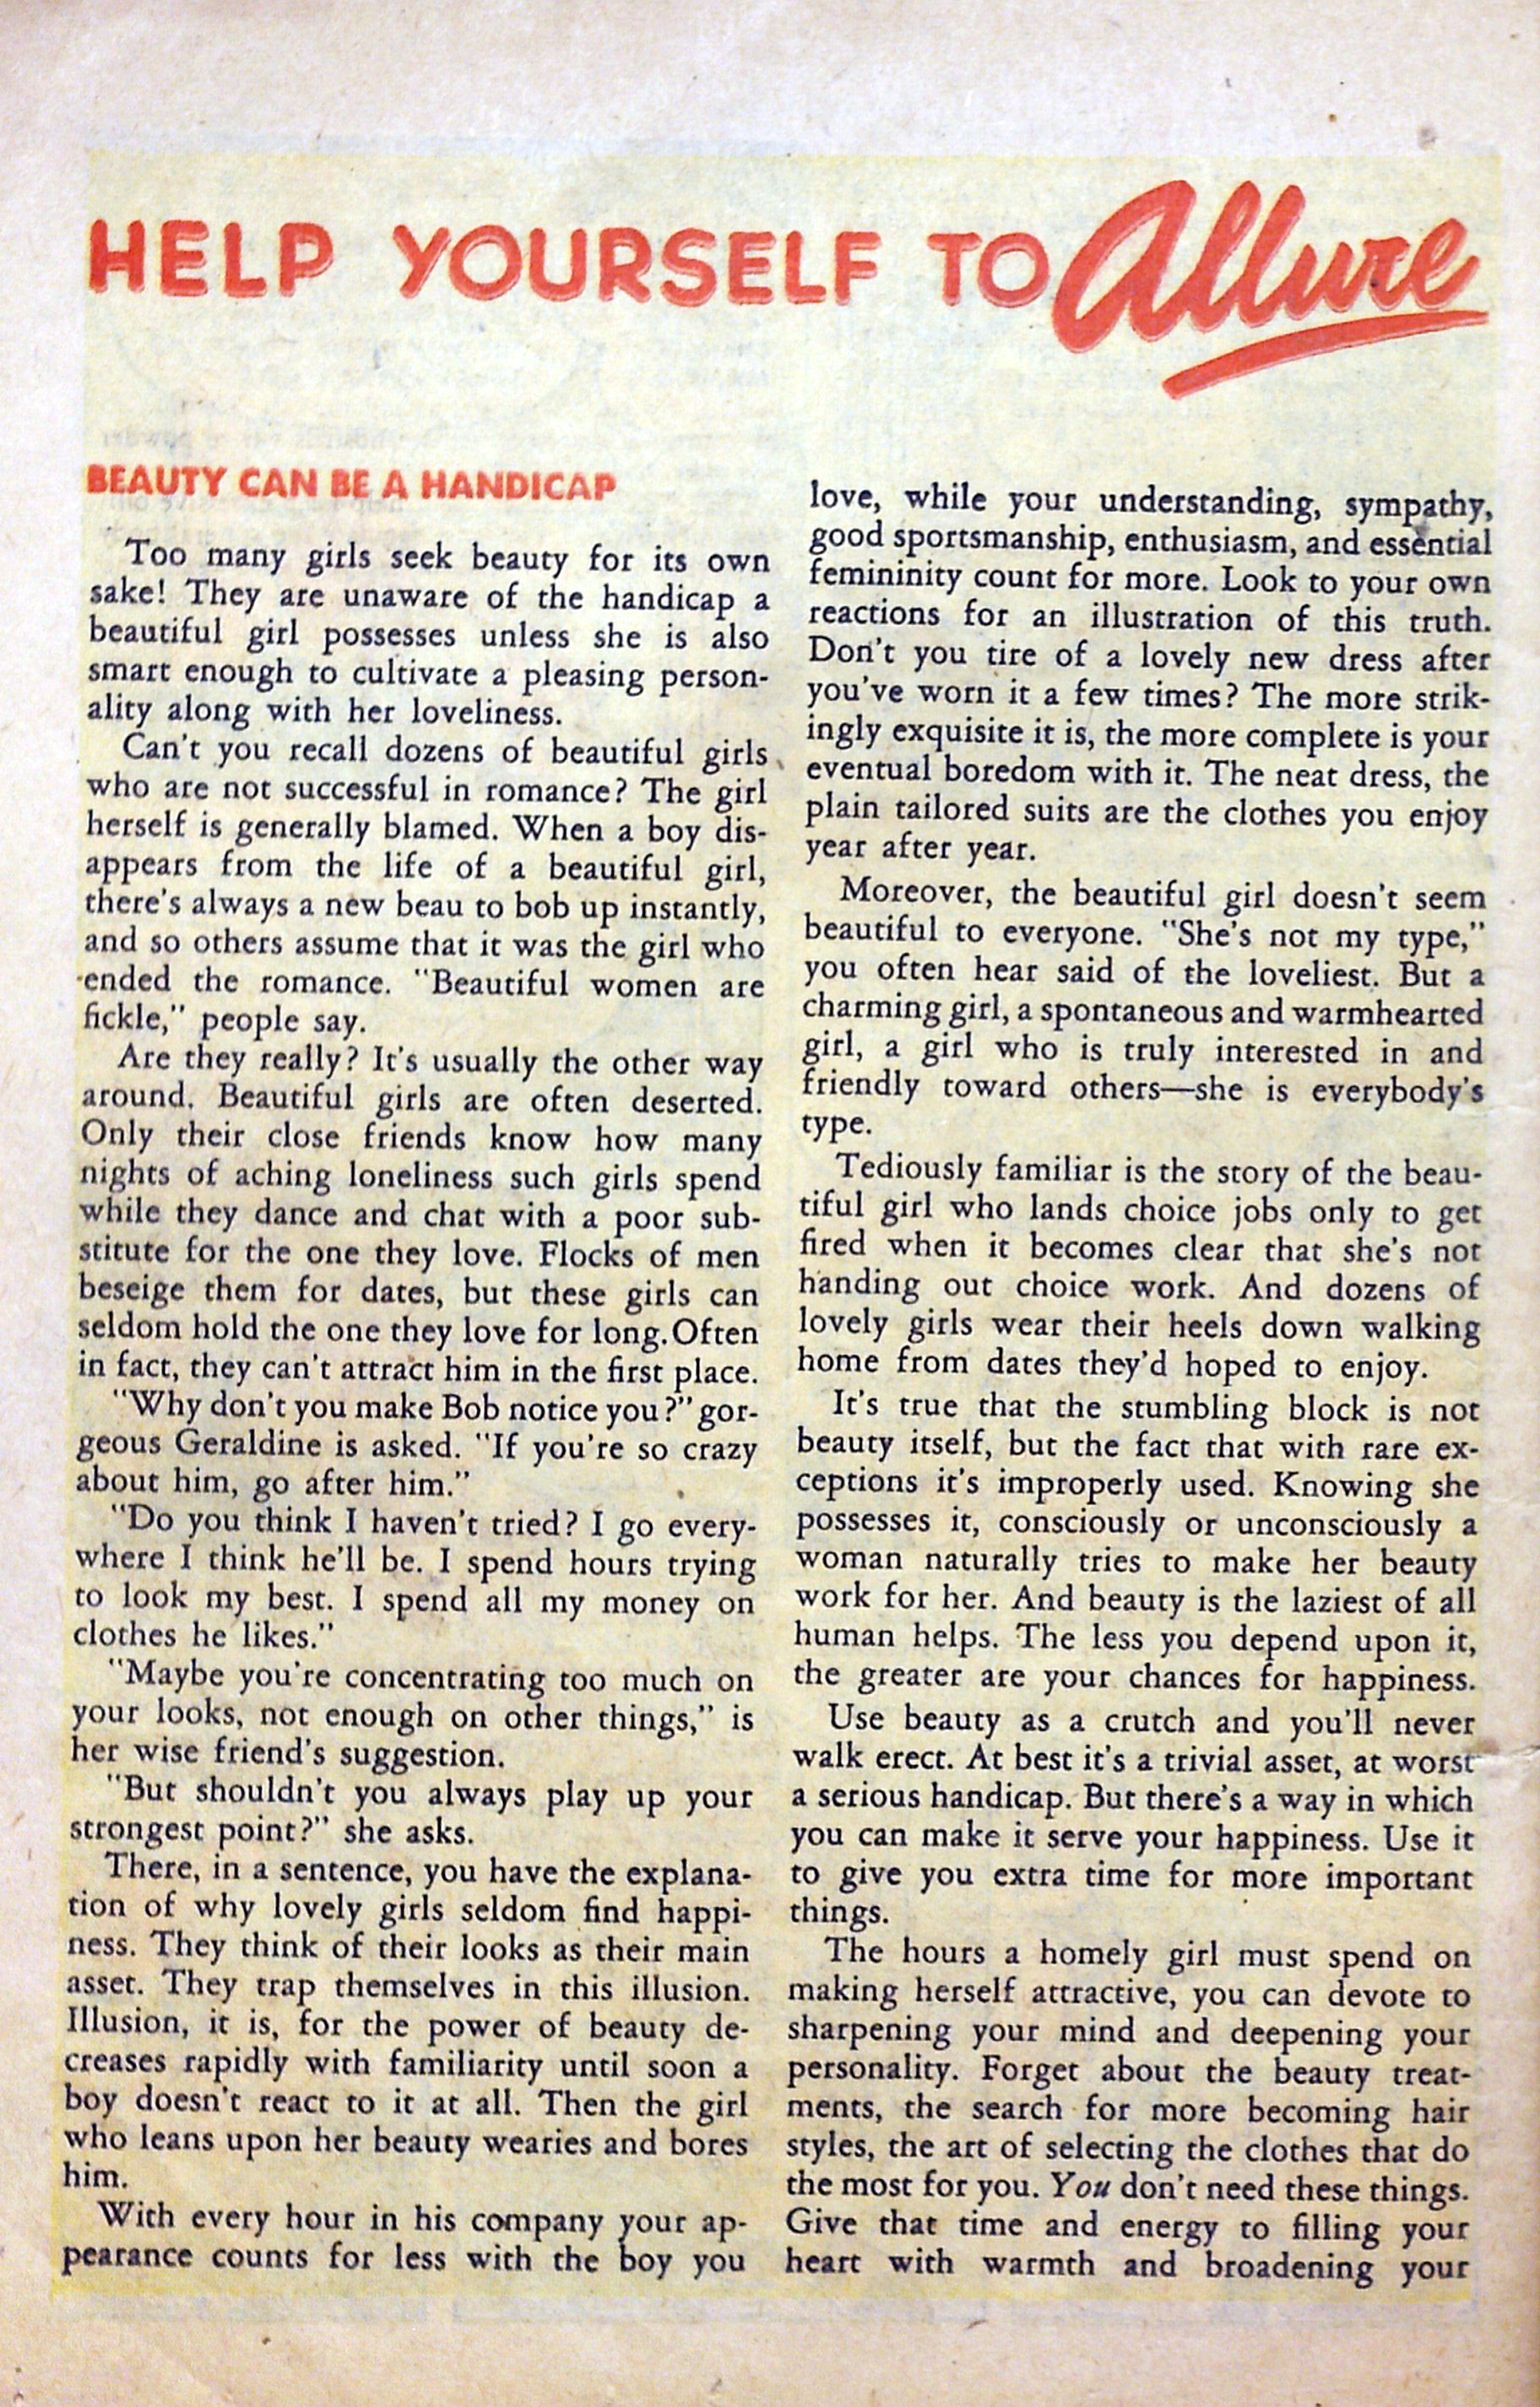 HELP YOURSELF TO Allure
BEAUTY CAN BE A HANDICAP
Too many girls seek beauty for its own
sake! They are unaware of the handicap a
beautiful girl possesses unless she is also
smart enough to cultivate a pleasing person-
ality along with her loveliness.
Can't you recall dozens of beautiful girls
who are not successful in romance? The girl
herself is generally blamed. When a boy dis-
appears from the life of a beautiful girl,
there's always a new beau to bob up instantly,
and so others assume that it was the girl who
ended the romance. "Beautiful women are
fickle," people say.
Are they really? It's usually the other way
around. Beautiful girls are often deserted.
Only their close friends know how many
nights of aching loneliness such girls spend
while they dance and chat with a poor sub-
stitute for the one they love. Flocks of men
beseige them for dates, but these girls can
seldom hold the one they love for long. Often
in fact, they can't attract him in the first place.
"Why don't you make Bob notice you?" gor-
geous Geraldine is asked. "If you're so crazy
about him, go after him."
"Do you think I haven't tried? I go every-
where I think he'll be. I spend hours trying
to look my best. I spend all my money on
clothes he likes."
"Maybe you're concentrating too much on
your looks, not enough on other things," is
her wise friend's suggestion.
"But shouldn't you always play up your
strongest point?" she asks.
There, in a sentence, you have the explana-
tion of why lovely girls seldom find happi-
ness. They think of their looks as their main
asset. They trap themselves in this illusion.
Illusion, it is, for the power of beauty de-
creases rapidly with familiarity until soon a
boy doesn't react to it at all. Then the girl
who leans upon her beauty wearies and bores
him.
With every hour in his company your ap-
pearance counts for less with the boy you
love, while your understanding, sympathy,
good sportsmanship, enthusiasm, and essential
femininity count for more. Look to your own
reactions for an illustration of this truth.
Don't you tire of a lovely new dress after
you've worn it a few times? The more strik-
ingly exquisite it is, the more complete is your
eventual boredom with it. The neat dress, the
plain tailored suits are the clothes you enjoy
year after year.
Moreover, the beautiful girl doesn't seem
beautiful to everyone. "She's not my type,"
you often hear said of the loveliest. But a
charming girl, a spontaneous and warmhearted
girl, a girl who is truly interested in and
friendly toward others—she is everybody's
type.
Tediously familiar is the story of the beau-
tiful girl who lands choice jobs only to get
fired when it becomes clear that she's not
handing out choice work. And dozens of
lovely girls wear their heels down walking
home from dates they'd hoped to enjoy.
It's true that the stumbling block is not
beauty itself, but the fact that with rare ex-
ceptions it's improperly used. Knowing she
possesses it, consciously or unconsciously a
woman naturally tries to make her beauty
work for her. And beauty is the laziest of all
human helps. The less you depend upon it,
the greater are your chances for happiness.
Use beauty as a crutch and you'll never
walk erect. At best it's a trivial asset, at worst
a serious handicap. But there's a way in which
you can make it serve your happiness. Use it
to give you extra time for more important
things.
The hours a homely girl must spend on
making herself attractive, you can devote to
sharpening your mind and deepening your
personality. Forget about the beauty treat-
ments, the search for more becoming hair
styles, the art of selecting the clothes that do
the most for you. You don't need these things.
Give that time and energy to filling your
heart with warmth and broadening your